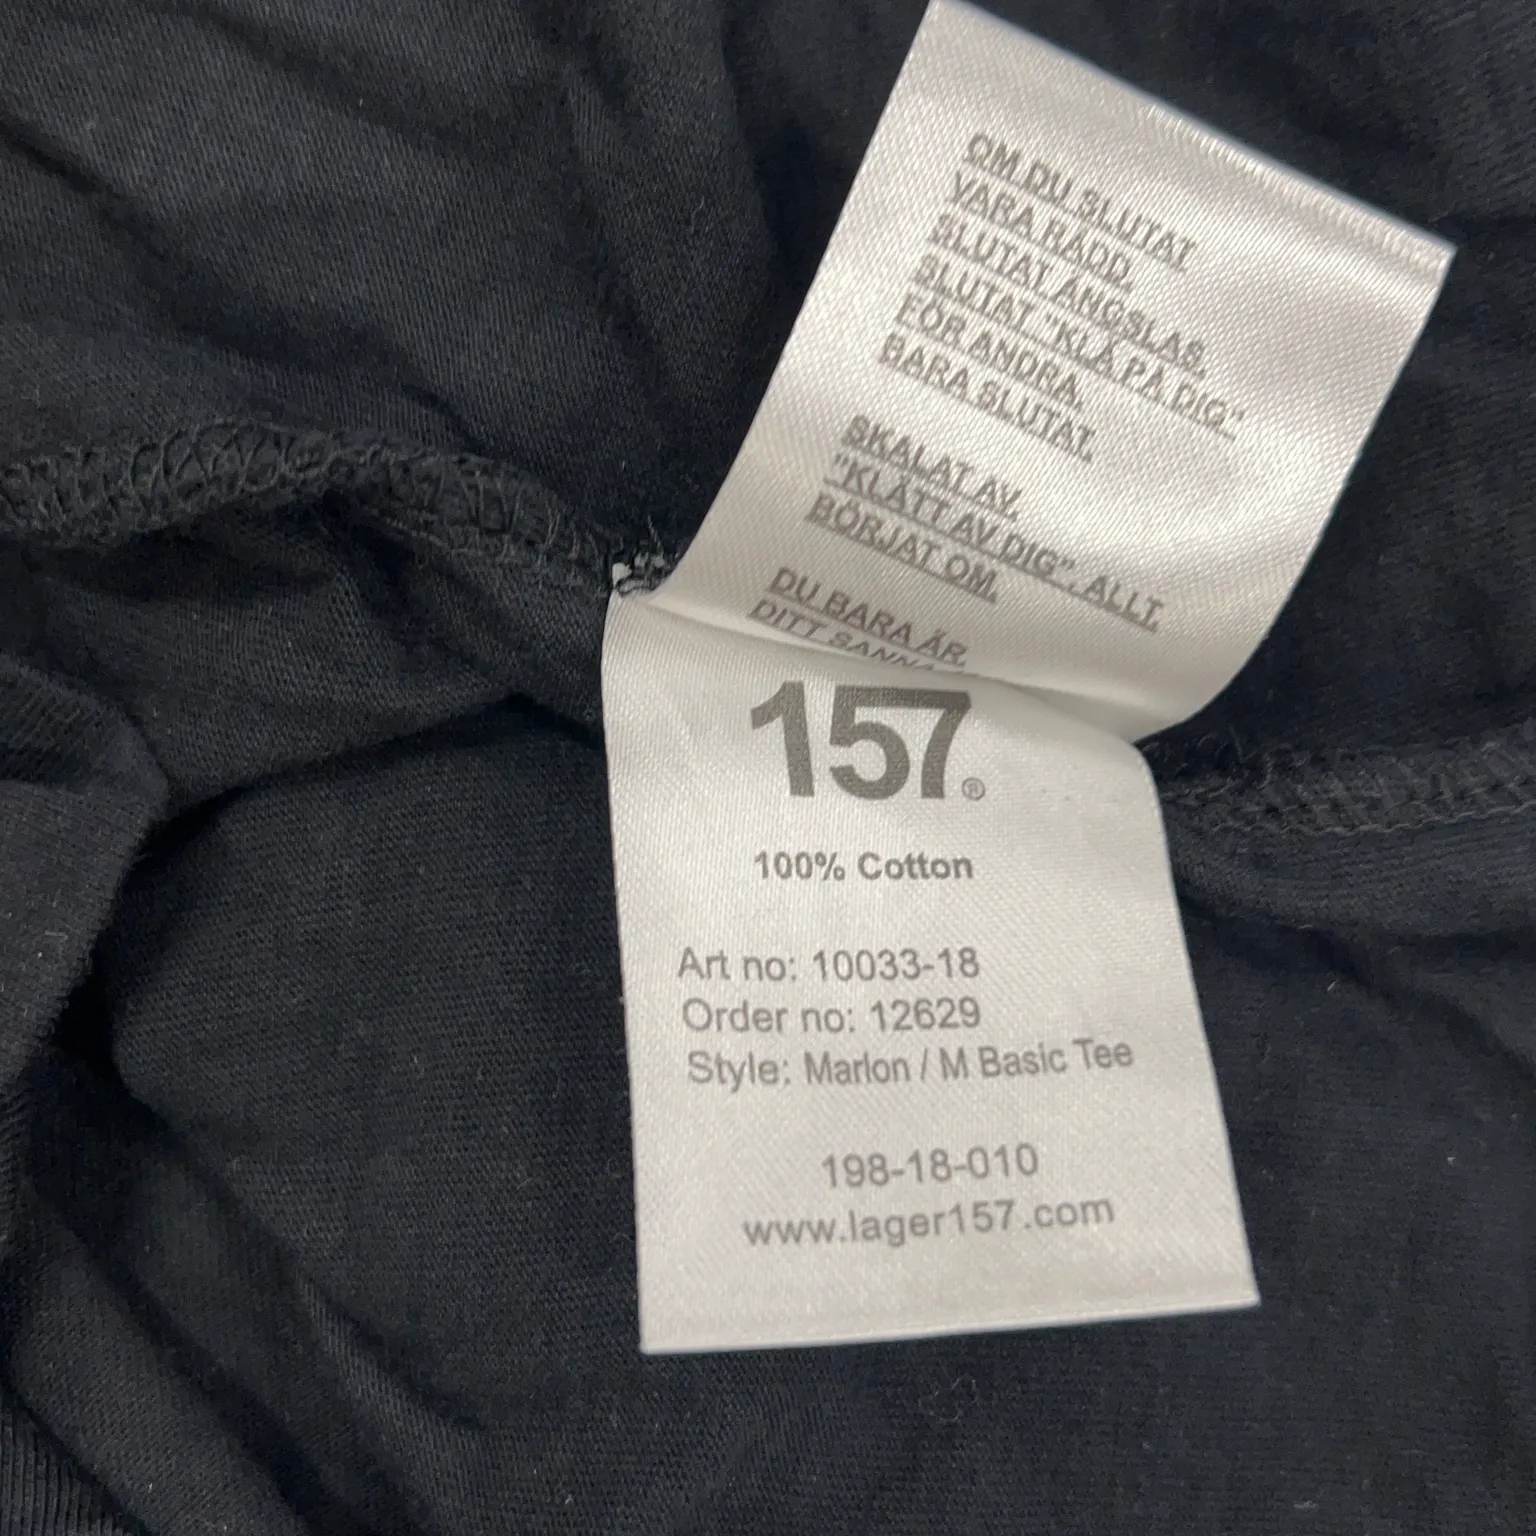 OM DU SLUTAT
VARA RÄDD,
SLUTAT ÄNGSLAS,
SLUTAT "KLÄ PÅ DIG"
FÖR ANDRA,
BARA SLUTAT.
SKALAT AV,
"KLÄTT AV DIG", ALLT.
BÖRJAT OM.
DU BARA ÄR.
DITT SANNA
157®
100% Cotton
Art no: 10033-18
Order no: 12629
Style: Marlon / M Basic Tee
198-18-010
www.lager157.com